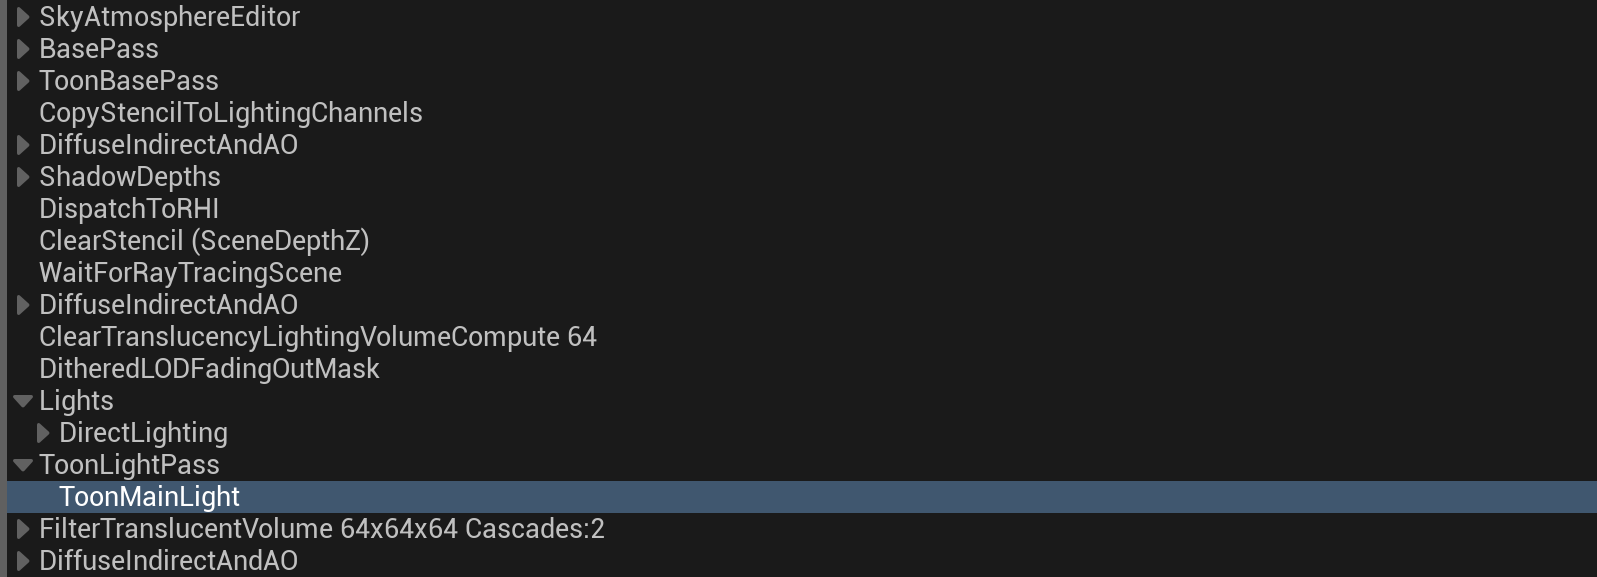 SkyAtmosphereEditor
BasePass
ToonBasePass
CopyStencilToLightingChannels
DiffuseIndirectAndAO
ShadowDepths
DispatchToRHI
ClearStencil (SceneDepthZ)
WaitForRayTracingScene
DiffuseIndirectAndAO
ClearTranslucencyLightingVolumeCompute 64
DitheredLODFadingOutMask
Lights
DirectLighting
ToonLightPass
ToonMainLight
FilterTranslucentVolume 64x64x64 Cascades:2
DiffuseIndirectAndAO